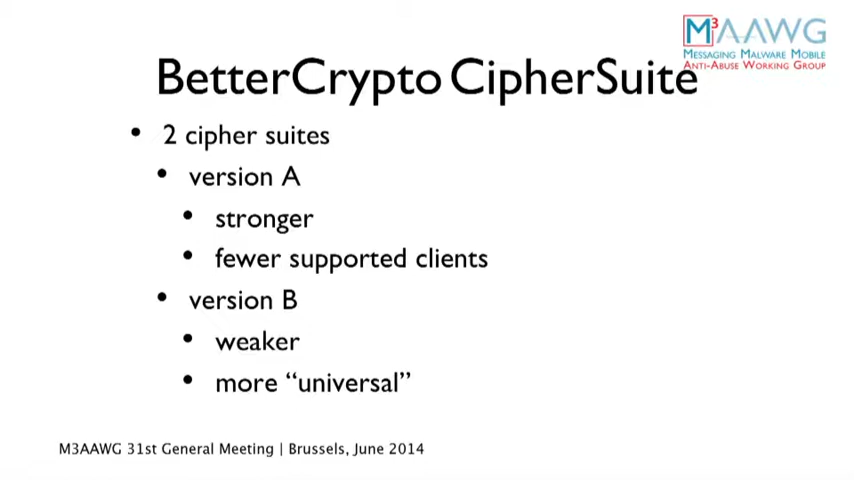 M³AAWG
MESSAGING MALWARE MOBILE
ANTI-ABUSE WORKING GROUP
BetterCrypto CipherSuite
• 2 cipher suites
• version A
• stronger
• fewer supported clients
• version B
• weaker
• more “universal”
M3AAWG 31st General Meeting | Brussels, June 2014